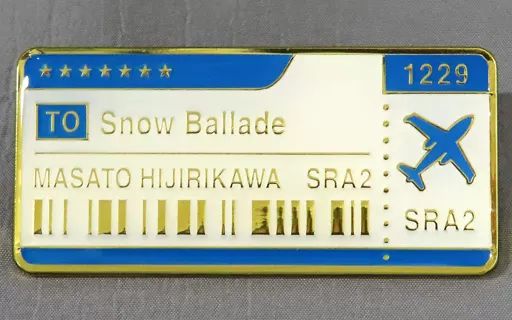 1229
TO Snow Ballade
MASATO HIJIRIKAWA SRA2
SRA2